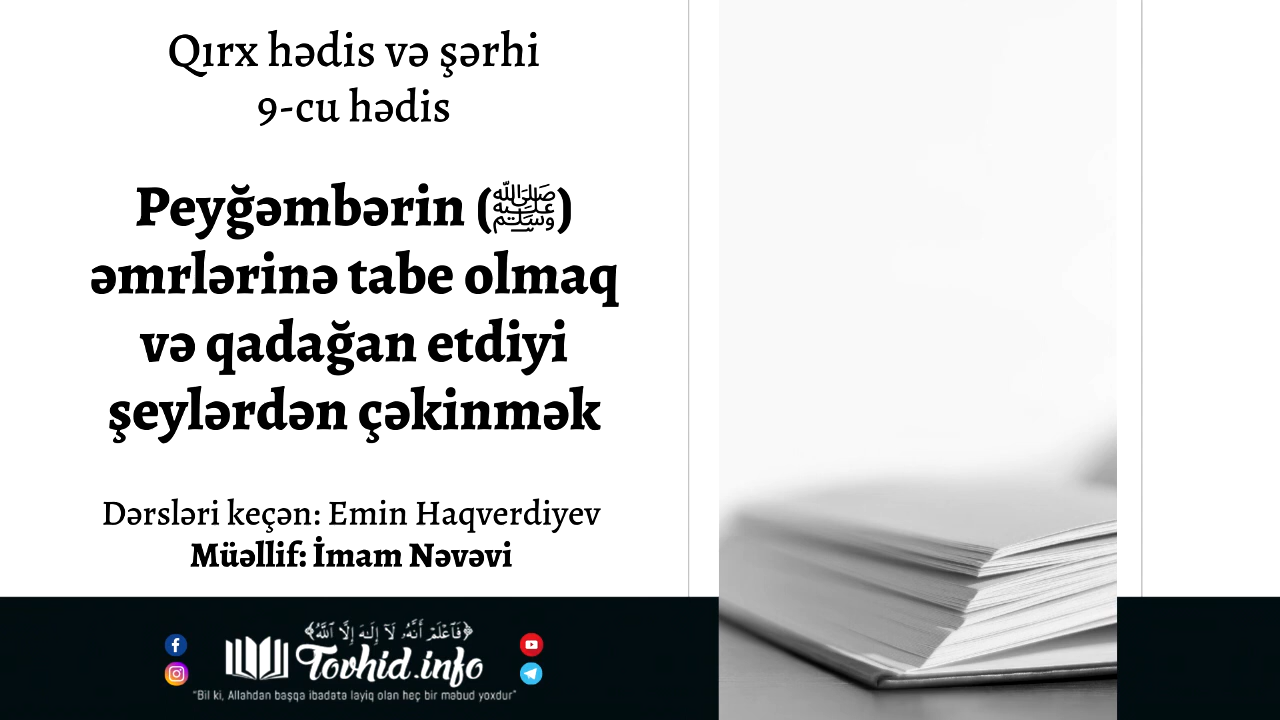 Qırx hədis və şərhi
9-cu hədis
Peyğəmbərin (ﷺ)
əmrlərinə tabe olmaq
və qadağan etdiyi
şeylərdən çəkinmək
Dərsləri keçən: Emin Haqverdiyev
Müəllif: İmam Nəvəvi
﴿فَٱعْلَمْ أَنَّهُۥ لَآ إِلَـٰهَ إِلَّا ٱللَّهُ﴾
Tovhid.info
"Bil ki, Allahdan başqa ibadətə layiq olan heç bir məbud yoxdur"